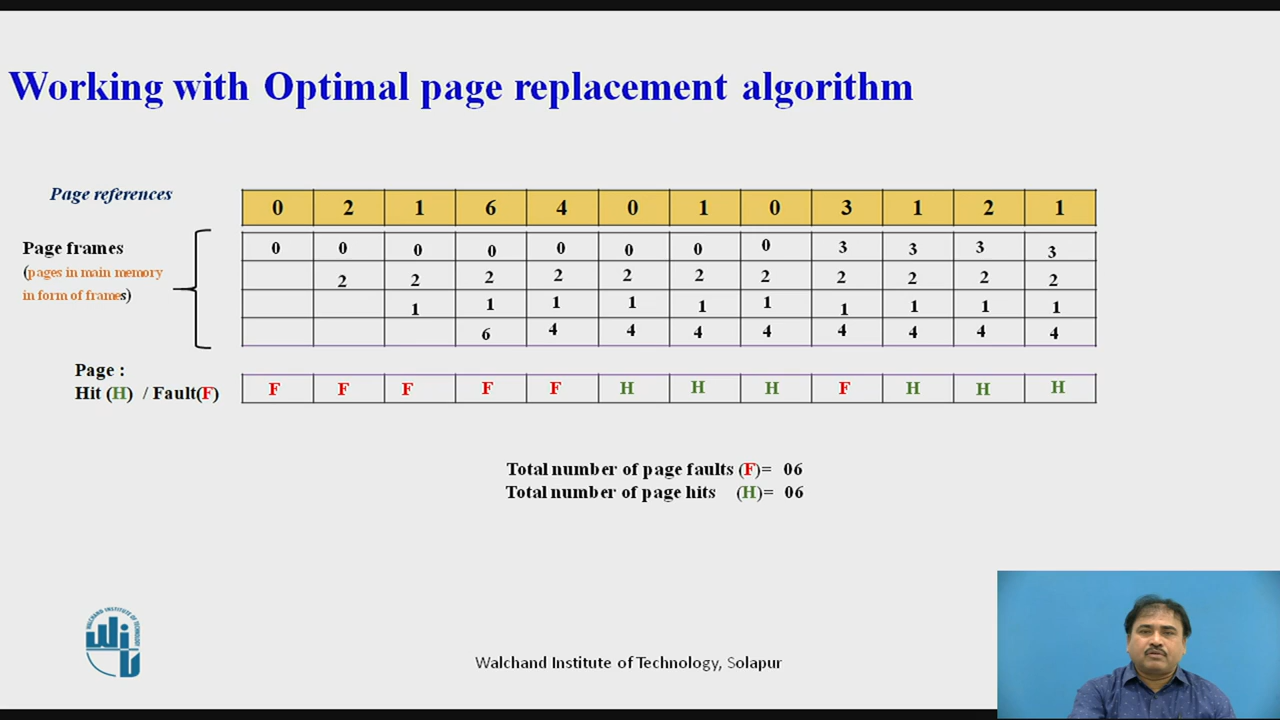 Working with Optimal page replacement algorithm
Page references
0 2 1 6 4 0 1 0 3 1 2 1
Page frames
(pages in main memory
in form of frames)
0 0 0 0 0 0 0 0 3 3 3 3
2 2 2 2 2 2 2 2 2 2 2
1 1 1 1 1 1 1 1 1 1
6 4 4 4 4 4 4 4 4
Page :
Hit (H) / Fault(F)
F F F F F H H H F H H H
Total number of page faults (F)= 06
Total number of page hits (H)= 06
WALCHAND INSTITUTE OF TECHNOLOGY
Walchand Institute of Technology, Solapur